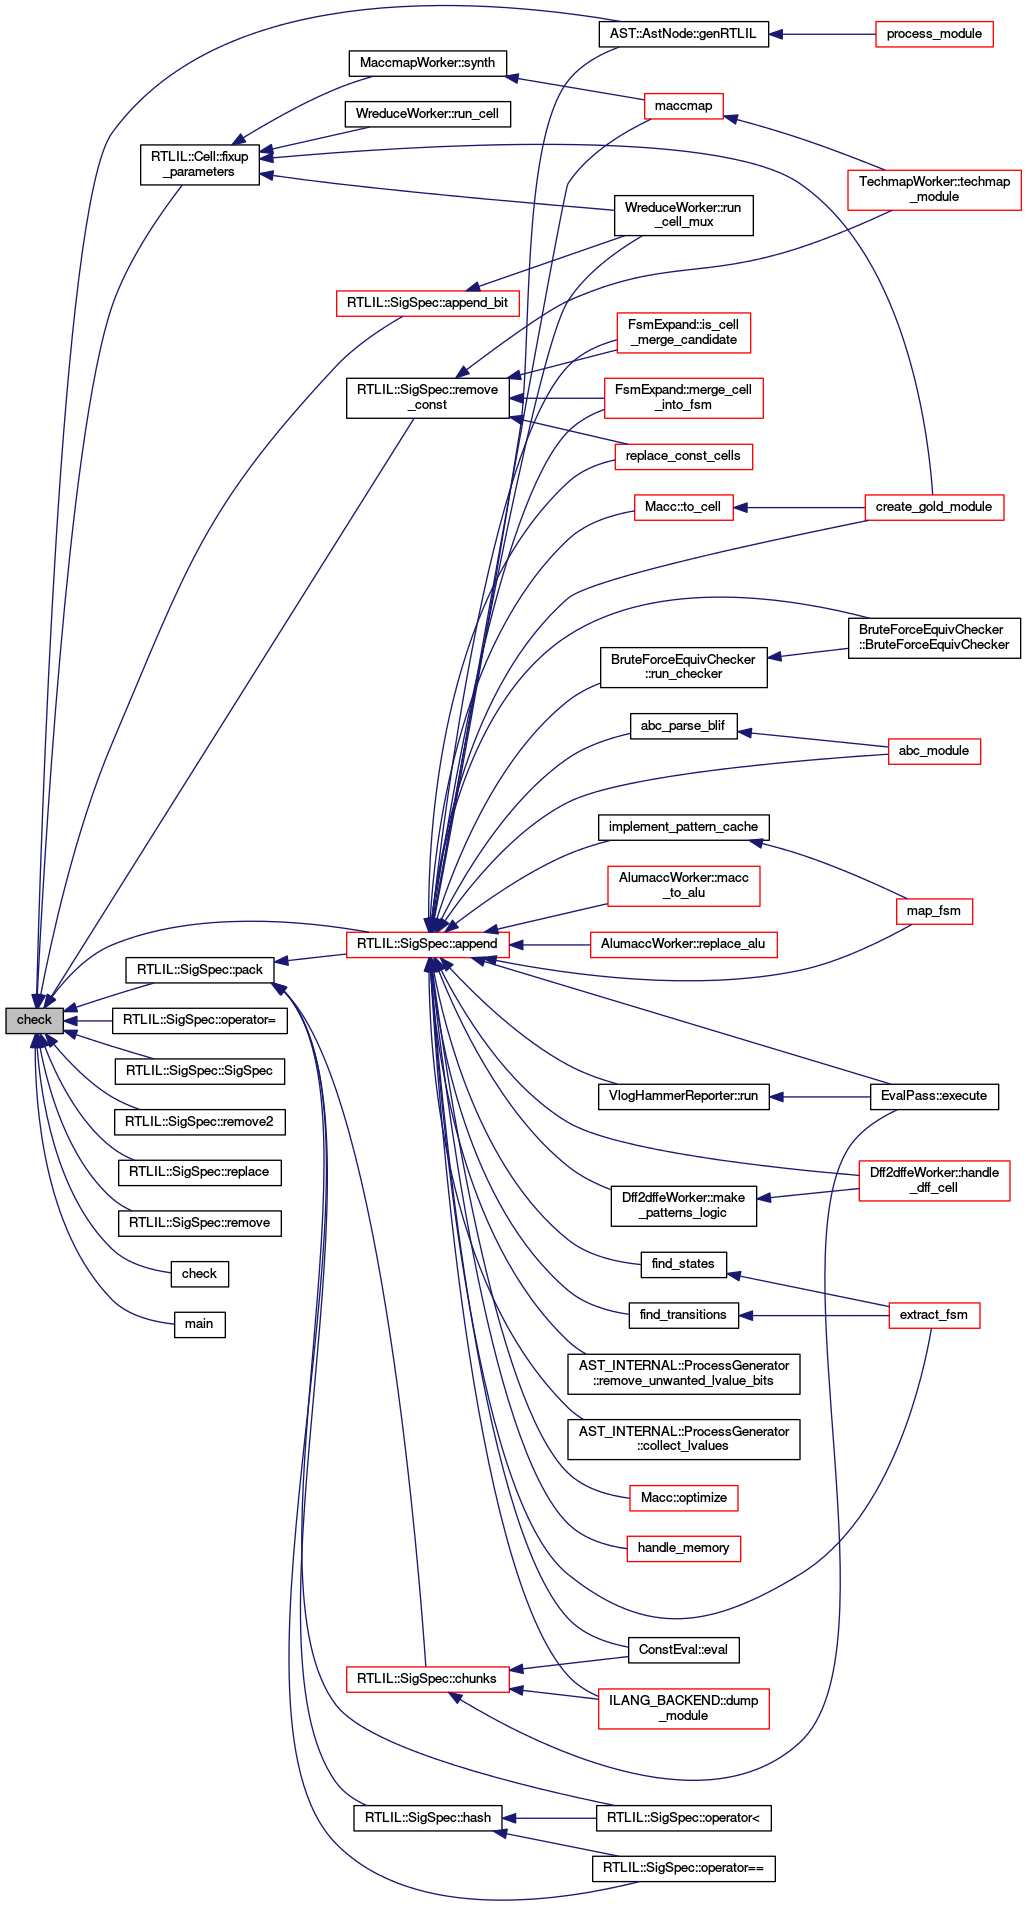 AST::AstNode::genRTLIL
process_module
MaccmapWorker::synth
maccmap
WreduceWorker::run_cell
RTLIL::Cell::fixup
_parameters
TechmapWorker::techmap
_module
WreduceWorker::run
_cell_mux
RTLIL::SigSpec::append_bit
FsmExpand::is_cell
_merge_candidate
RTLIL::SigSpec::remove
_const
FsmExpand::merge_cell
_into_fsm
replace_const_cells
Macc::to_cell
create_gold_module
BruteForceEquivChecker
::BruteForceEquivChecker
BruteForceEquivChecker
::run_checker
abc_parse_blif
abc_module
implement_pattern_cache
AlumaccWorker::macc
_to_alu
map_fsm
RTLIL::SigSpec::append
AlumaccWorker::replace_alu
RTLIL::SigSpec::pack
check
RTLIL::SigSpec::operator=
RTLIL::SigSpec::SigSpec
VlogHammerReporter::run
EvalPass::execute
RTLIL::SigSpec::remove2
RTLIL::SigSpec::replace
Dff2dffeWorker::handle
_dff_cell
Dff2dffeWorker::make
_patterns_logic
RTLIL::SigSpec::remove
find_states
check
find_transitions
extract_fsm
main
AST_INTERNAL::ProcessGenerator
::remove_unwanted_lvalue_bits
AST_INTERNAL::ProcessGenerator
::collect_lvalues
Macc::optimize
handle_memory
ConstEval::eval
RTLIL::SigSpec::chunks
ILANG_BACKEND::dump
_module
RTLIL::SigSpec::hash
RTLIL::SigSpec::operator<
RTLIL::SigSpec::operator==